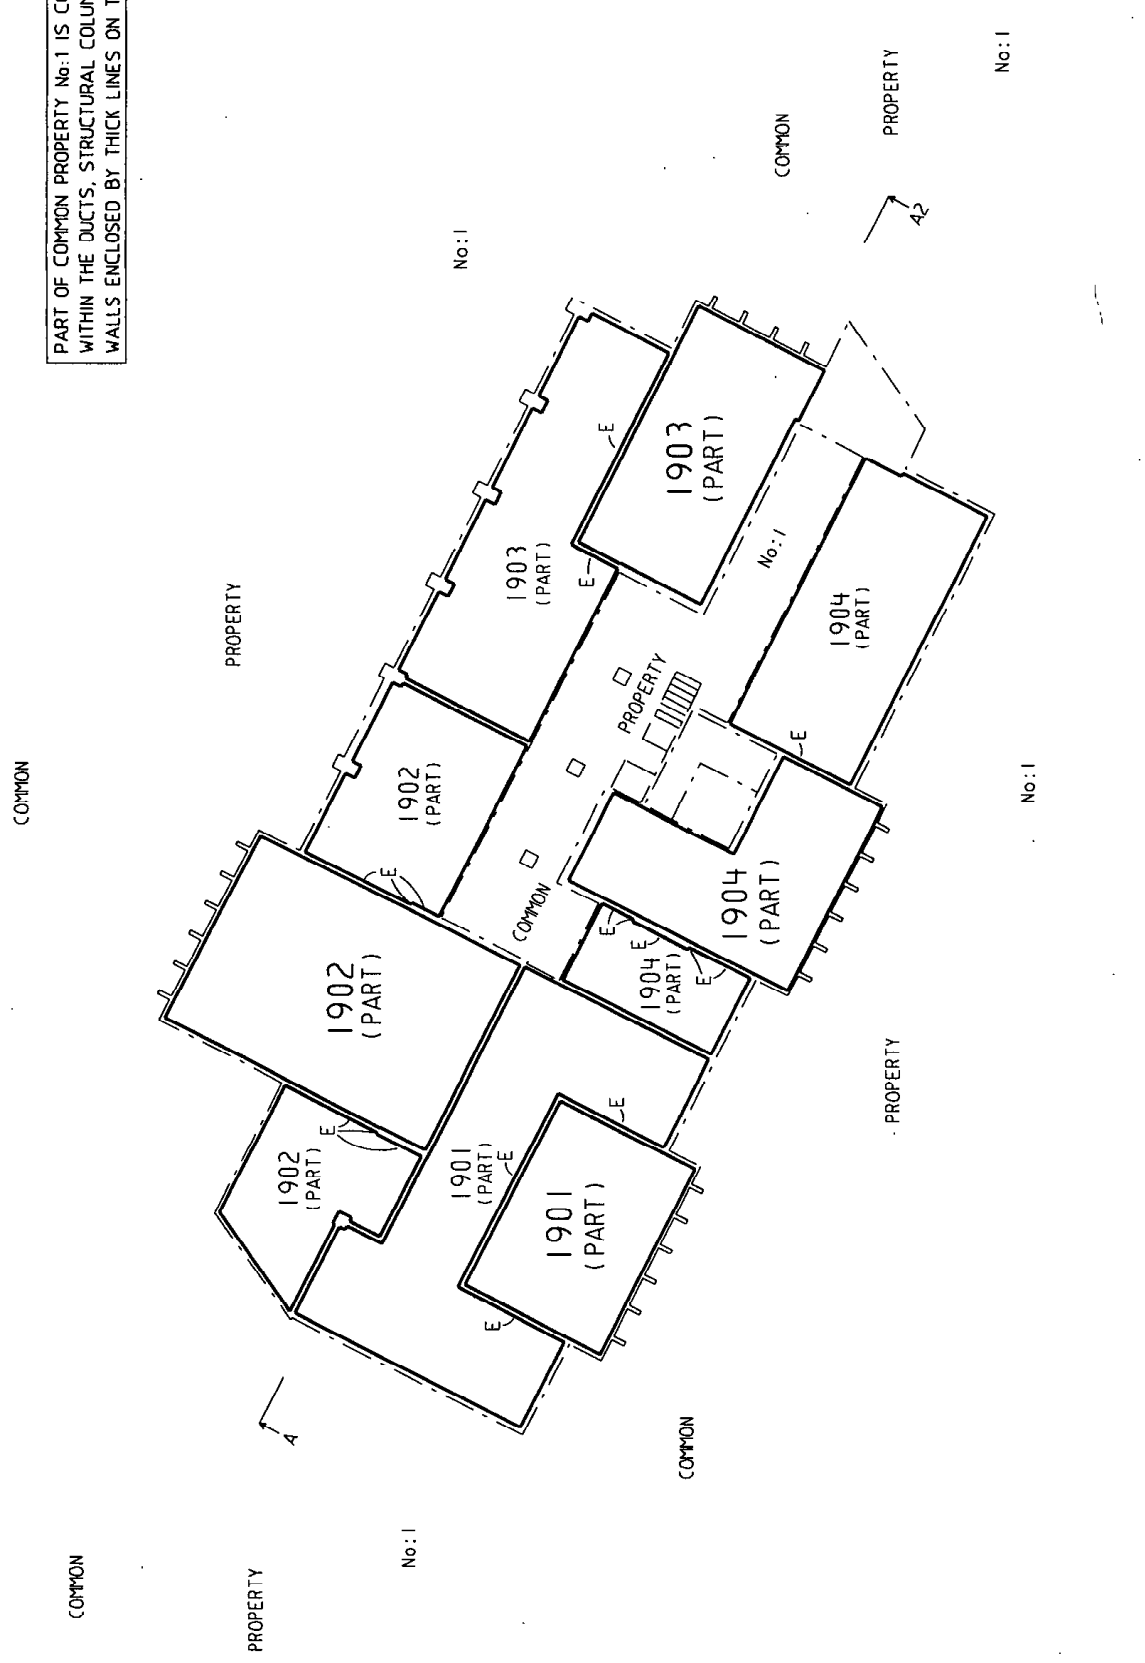 PART OF COMMON PROPERTY No:1 IS
WITHIN THE DUCTS, STRUCTURAL
WALLS ENCLOSED BY THICK LINES ON
COMMON
PROPERTY
No:1
COMMON
PROPERTY
No:1
COMMON
PROPERTY
No:1
COMMON
PROPERTY
No:1
A
A2
1903
(PART)
E
E
1903
(PART)
1902
(PART)
E
1902
(PART)
1902
(PART)
E
1901
(PART)
E
E
E
1901
(PART)
COMMON
PROPERTY
No:1
1904
(PART)
E
1904
(PART)
1904
(PART)
E
E
E